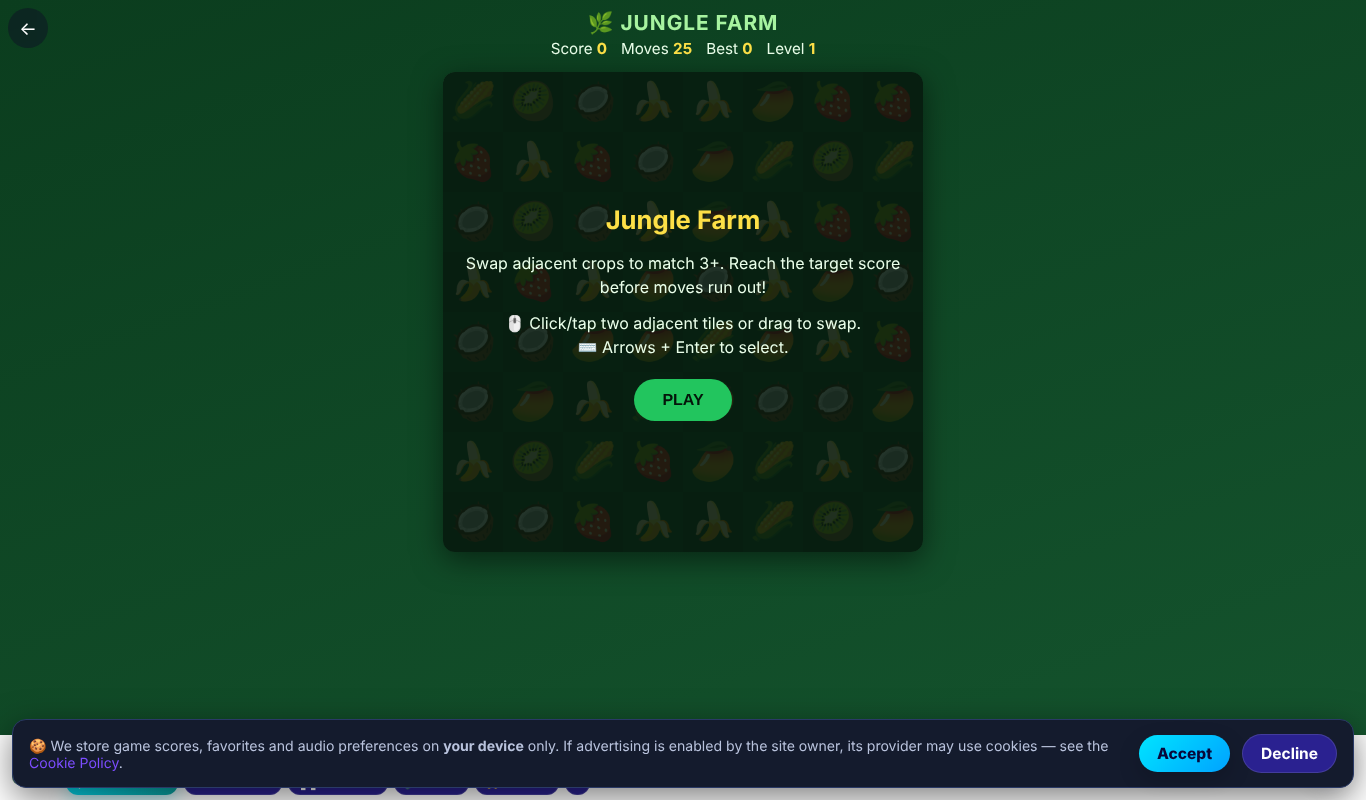 ←
🌿 JUNGLE FARM
Score 0 Moves 25 Best 0 Level 1
Jungle Farm
Swap adjacent crops to match 3+. Reach the target score
before moves run out!
🖱️ Click/tap two adjacent tiles or drag to swap.
⌨️ Arrows + Enter to select.
PLAY
🍪 We store game scores, favorites and audio preferences on your device only. If advertising is enabled by the site owner, its provider may use cookies — see the
Cookie Policy.
Accept
Decline